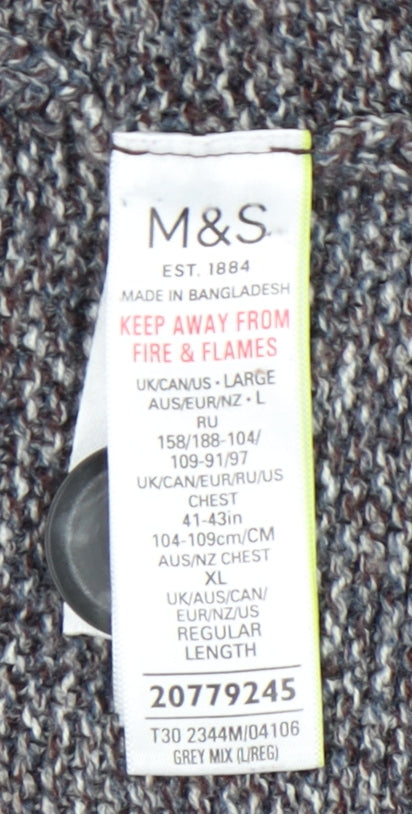 M&S
EST. 1884
MADE IN BANGLADESH
KEEP AWAY FROM
FIRE & FLAMES
UK/CAN/US • LARGE
AUS/EUR/NZ • L
RU
158/188-104/
109-91/97
UK/CAN/EUR/RU/US
CHEST
41-43in
104-109cm/CM
AUS/NZ CHEST
XL
UK/AUS/CAN/
EUR/NZ/US
REGULAR
LENGTH
20779245
T30 2344M/04106
GREY MIX (L/REG)